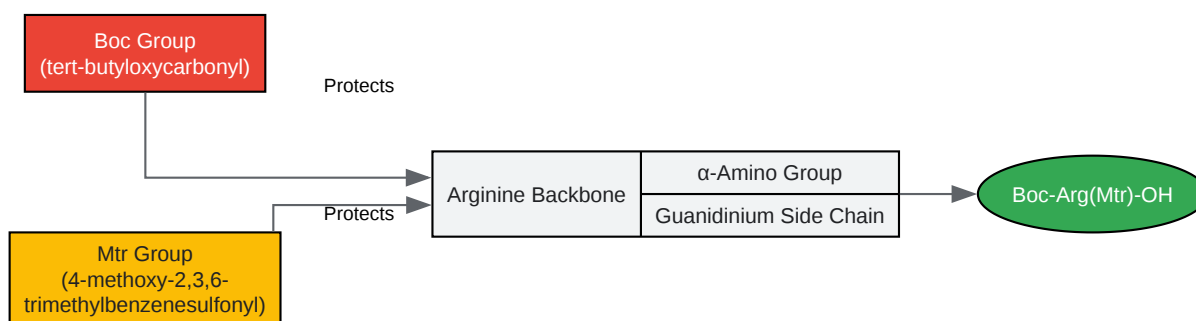 Boc Group
(tert-butyloxycarbonyl)
Protects
Arginine Backbone
α-Amino Group
Guanidinium Side Chain
Boc-Arg(Mtr)-OH
Protects
Mtr Group
(4-methoxy-2,3,6-
trimethylbenzenesulfonyl)